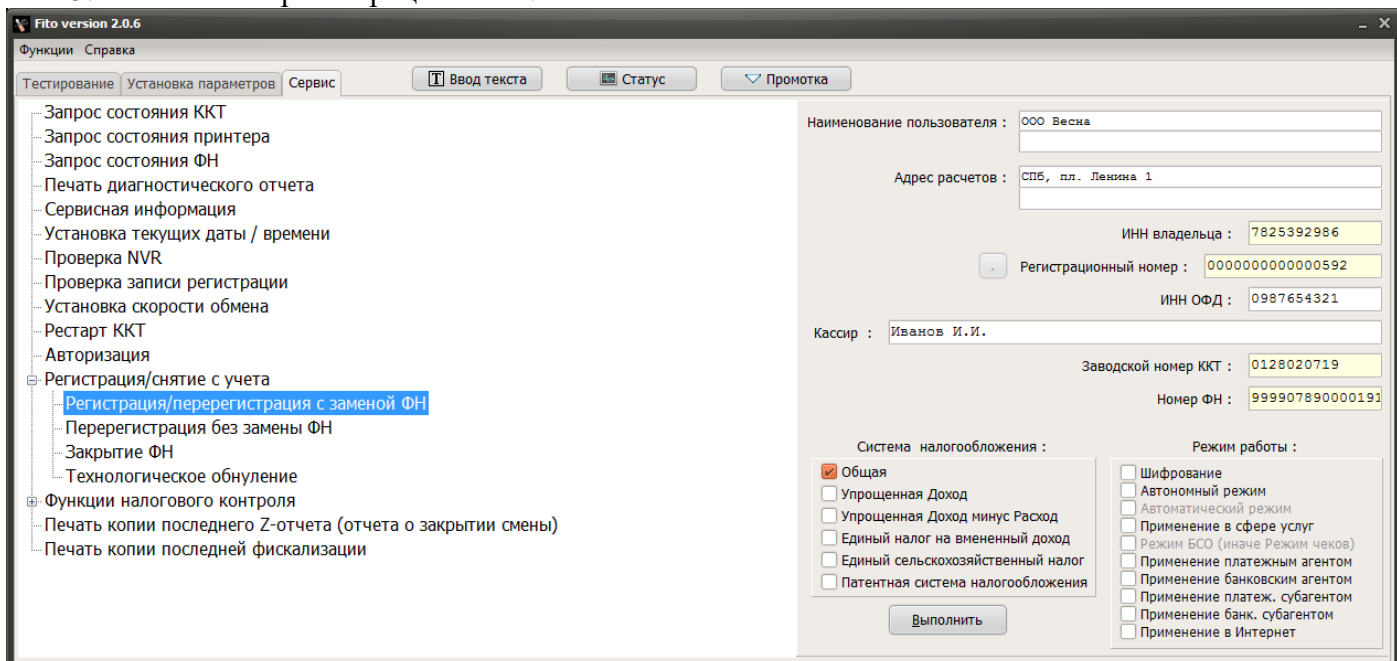 Fito version 2.0.6
Функции Справка
Тестирование Установка параметров Сервис Ввод текста Статус Промотка
Запрос состояния ККТ
Запрос состояния принтера
Запрос состояния ФН
Печать диагностического отчета
Сервисная информация
Установка текущих даты / времени
Проверка NVR
Проверка записи регистрации
Установка скорости обмена
Рестарт ККТ
Авторизация
Регистрация/снятие с учета
Регистрация/перерегистрация с заменой ФН
Перерегистрация без замены ФН
Закрытие ФН
Технологическое обнуление
Функции налогового контроля
Печать копии последнего Z-отчета (отчета о закрытии смены)
Печать копии последней фискализации
Наименование пользователя : ООО Весна
Адрес расчетов : СПб, пл. Ленина 1
ИНН владельца : 7825392986
. Регистрационный номер : 0000000000000592
ИНН ОФД : 0987654321
Кассир : Иванов И.И.
Заводской номер ККТ : 0128020719
Номер ФН : 999907890000191
Система налогообложения :
Общая
Упрощенная Доход
Упрощенная Доход минус Расход
Единый налог на вмененный доход
Единый сельскохозяйственный налог
Патентная система налогообложения
Выполнить
Режим работы :
Шифрование
Автономный режим
Автоматический режим
Применение в сфере услуг
Режим БСО (иначе Режим чеков)
Применение платежным агентом
Применение банковским агентом
Применение платеж. субагентом
Применение банк. субагентом
Применение в Интернет